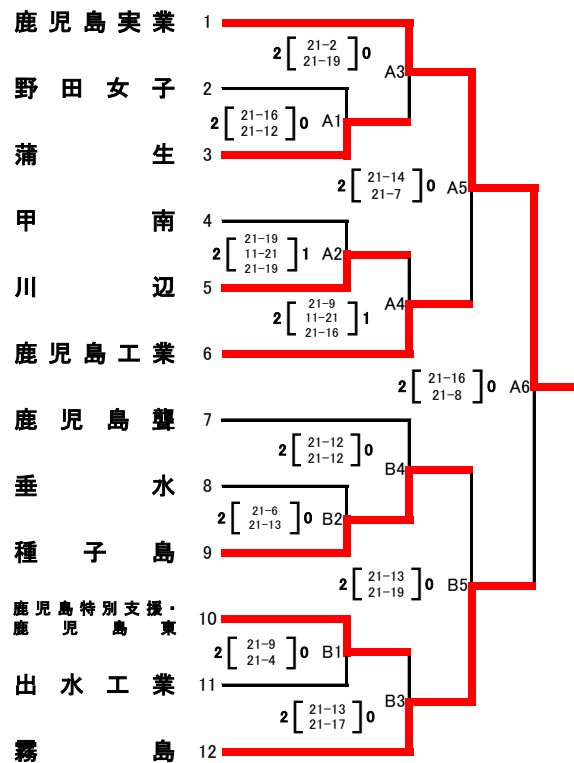 鹿児島実業 1
2 [ 21-2 ] 0
21-19
A3
野田女子 2
2 [ 21-16 ] 0 A1
21-12
蒲生 3
2 [ 21-14 ] 0 A5
21-7
甲南 4
2 [ 21-19 ] 1 A2
11-21
21-19
川辺 5
2 [ 21-9 ] 1 A4
11-21
21-16
鹿児島工業 6
2 [ 21-16 ] 0 A6
21-8
鹿児島聾 7
2 [ 21-12 ] 0
21-12
B4
垂水 8
2 [ 21-6 ] 0 B2
21-13
種子島 9
2 [ 21-13 ] 0 B5
21-19
鹿児島特別支援・
鹿児島東
10
2 [ 21-9 ] 0 B1
21-4
出水工業 11
2 [ 21-13 ] 0 B3
21-17
霧島 12